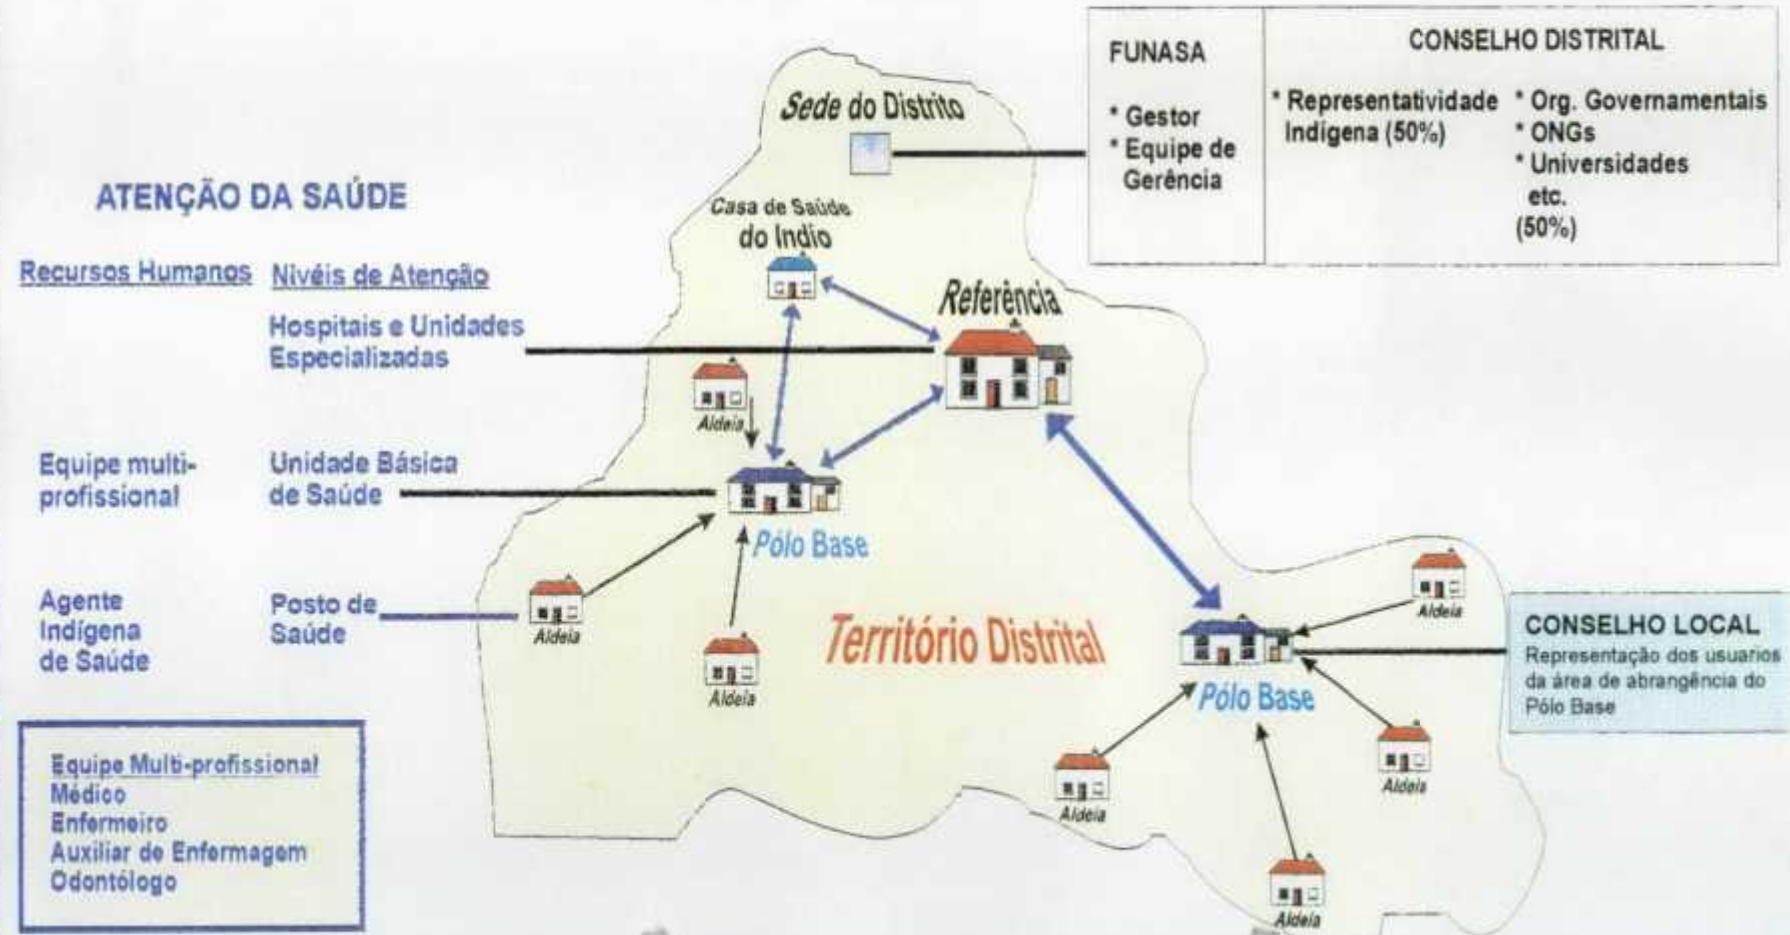 FUNASA
* Gestor
* Equipe de
Gerência
CONSELHO DISTRITAL
* Representatividade
Indígena (50%)
* Org. Governamentais
* ONGs
* Universidades
etc.
(50%)
Sede do Distrito
ATENÇÃO DA SAÚDE
Recursos Humanos
Nivéis de Atenção
Hospitais e Unidades
Especializadas
Equipe multi-
profissional
Unidade Básica
de Saúde
Agente
Indígena
de Saúde
Posto de
Saúde
Equipe Multi-profissional
Médico
Enfermeiro
Auxiliar de Enfermagem
Odontólogo
Casa de Saúde
do Indio
Referência
Aldeia
Pólo Base
Aldeia
Aldeia
Território Distrital
Aldeia
Pólo Base
Aldeia
Aldeia
Aldeia
CONSELHO LOCAL
Representação dos usuarios
da área de abrangência do
Pólo Base